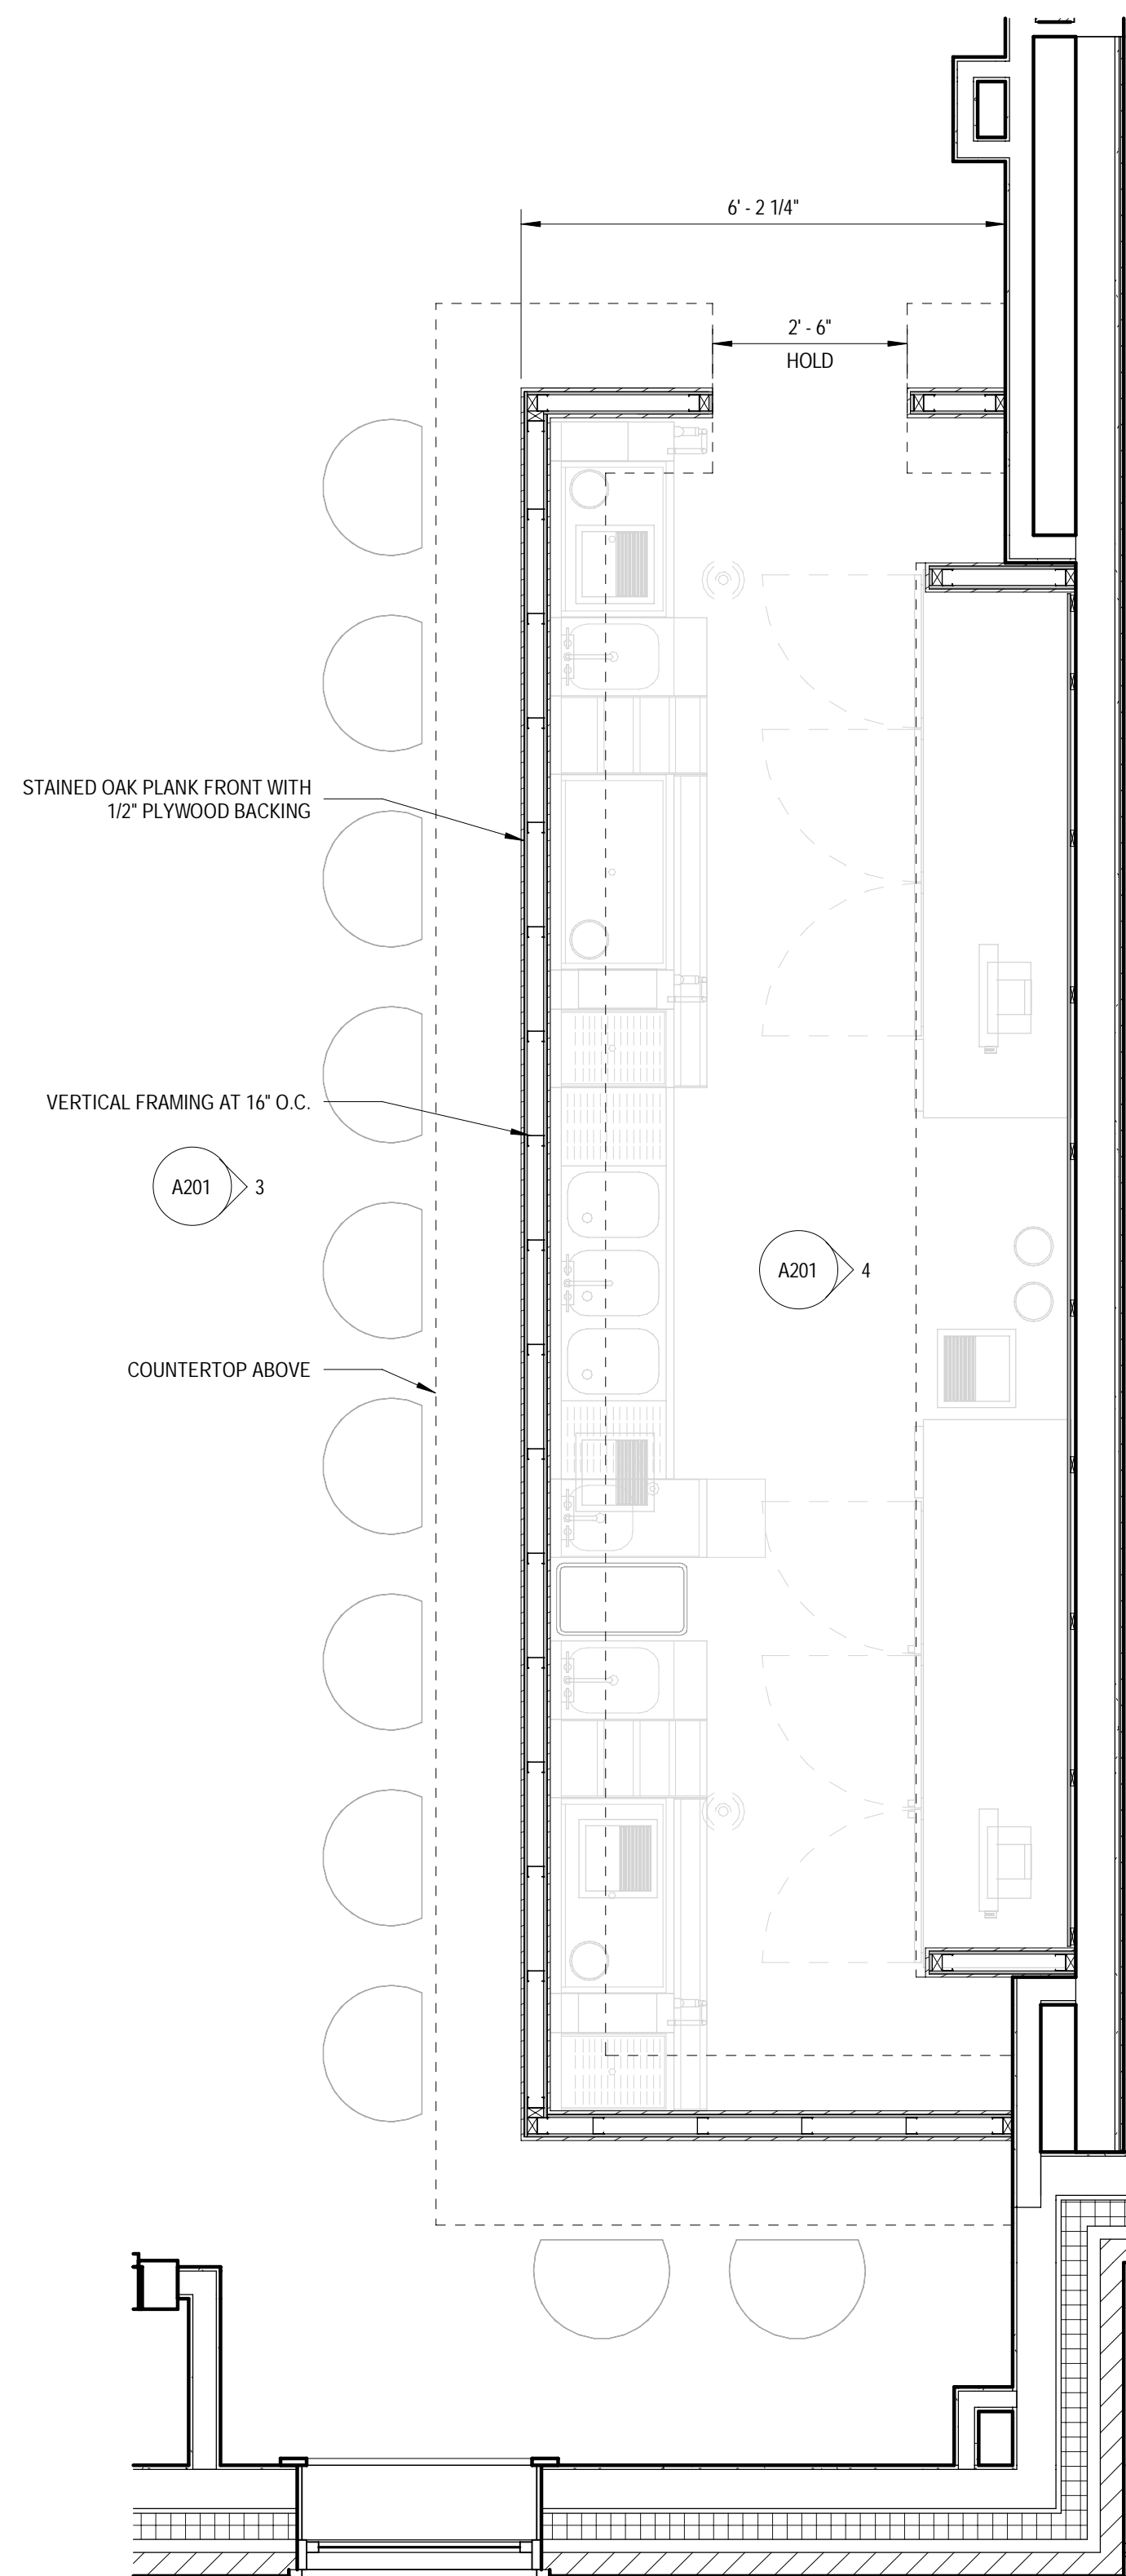 6' - 2 1/4"
2' - 6"
HOLD
STAINED OAK PLANK FRONT WITH
1/2" PLYWOOD BACKING
VERTICAL FRAMING AT 16" O.C.
A201 3
A201 4
COUNTERTOP ABOVE